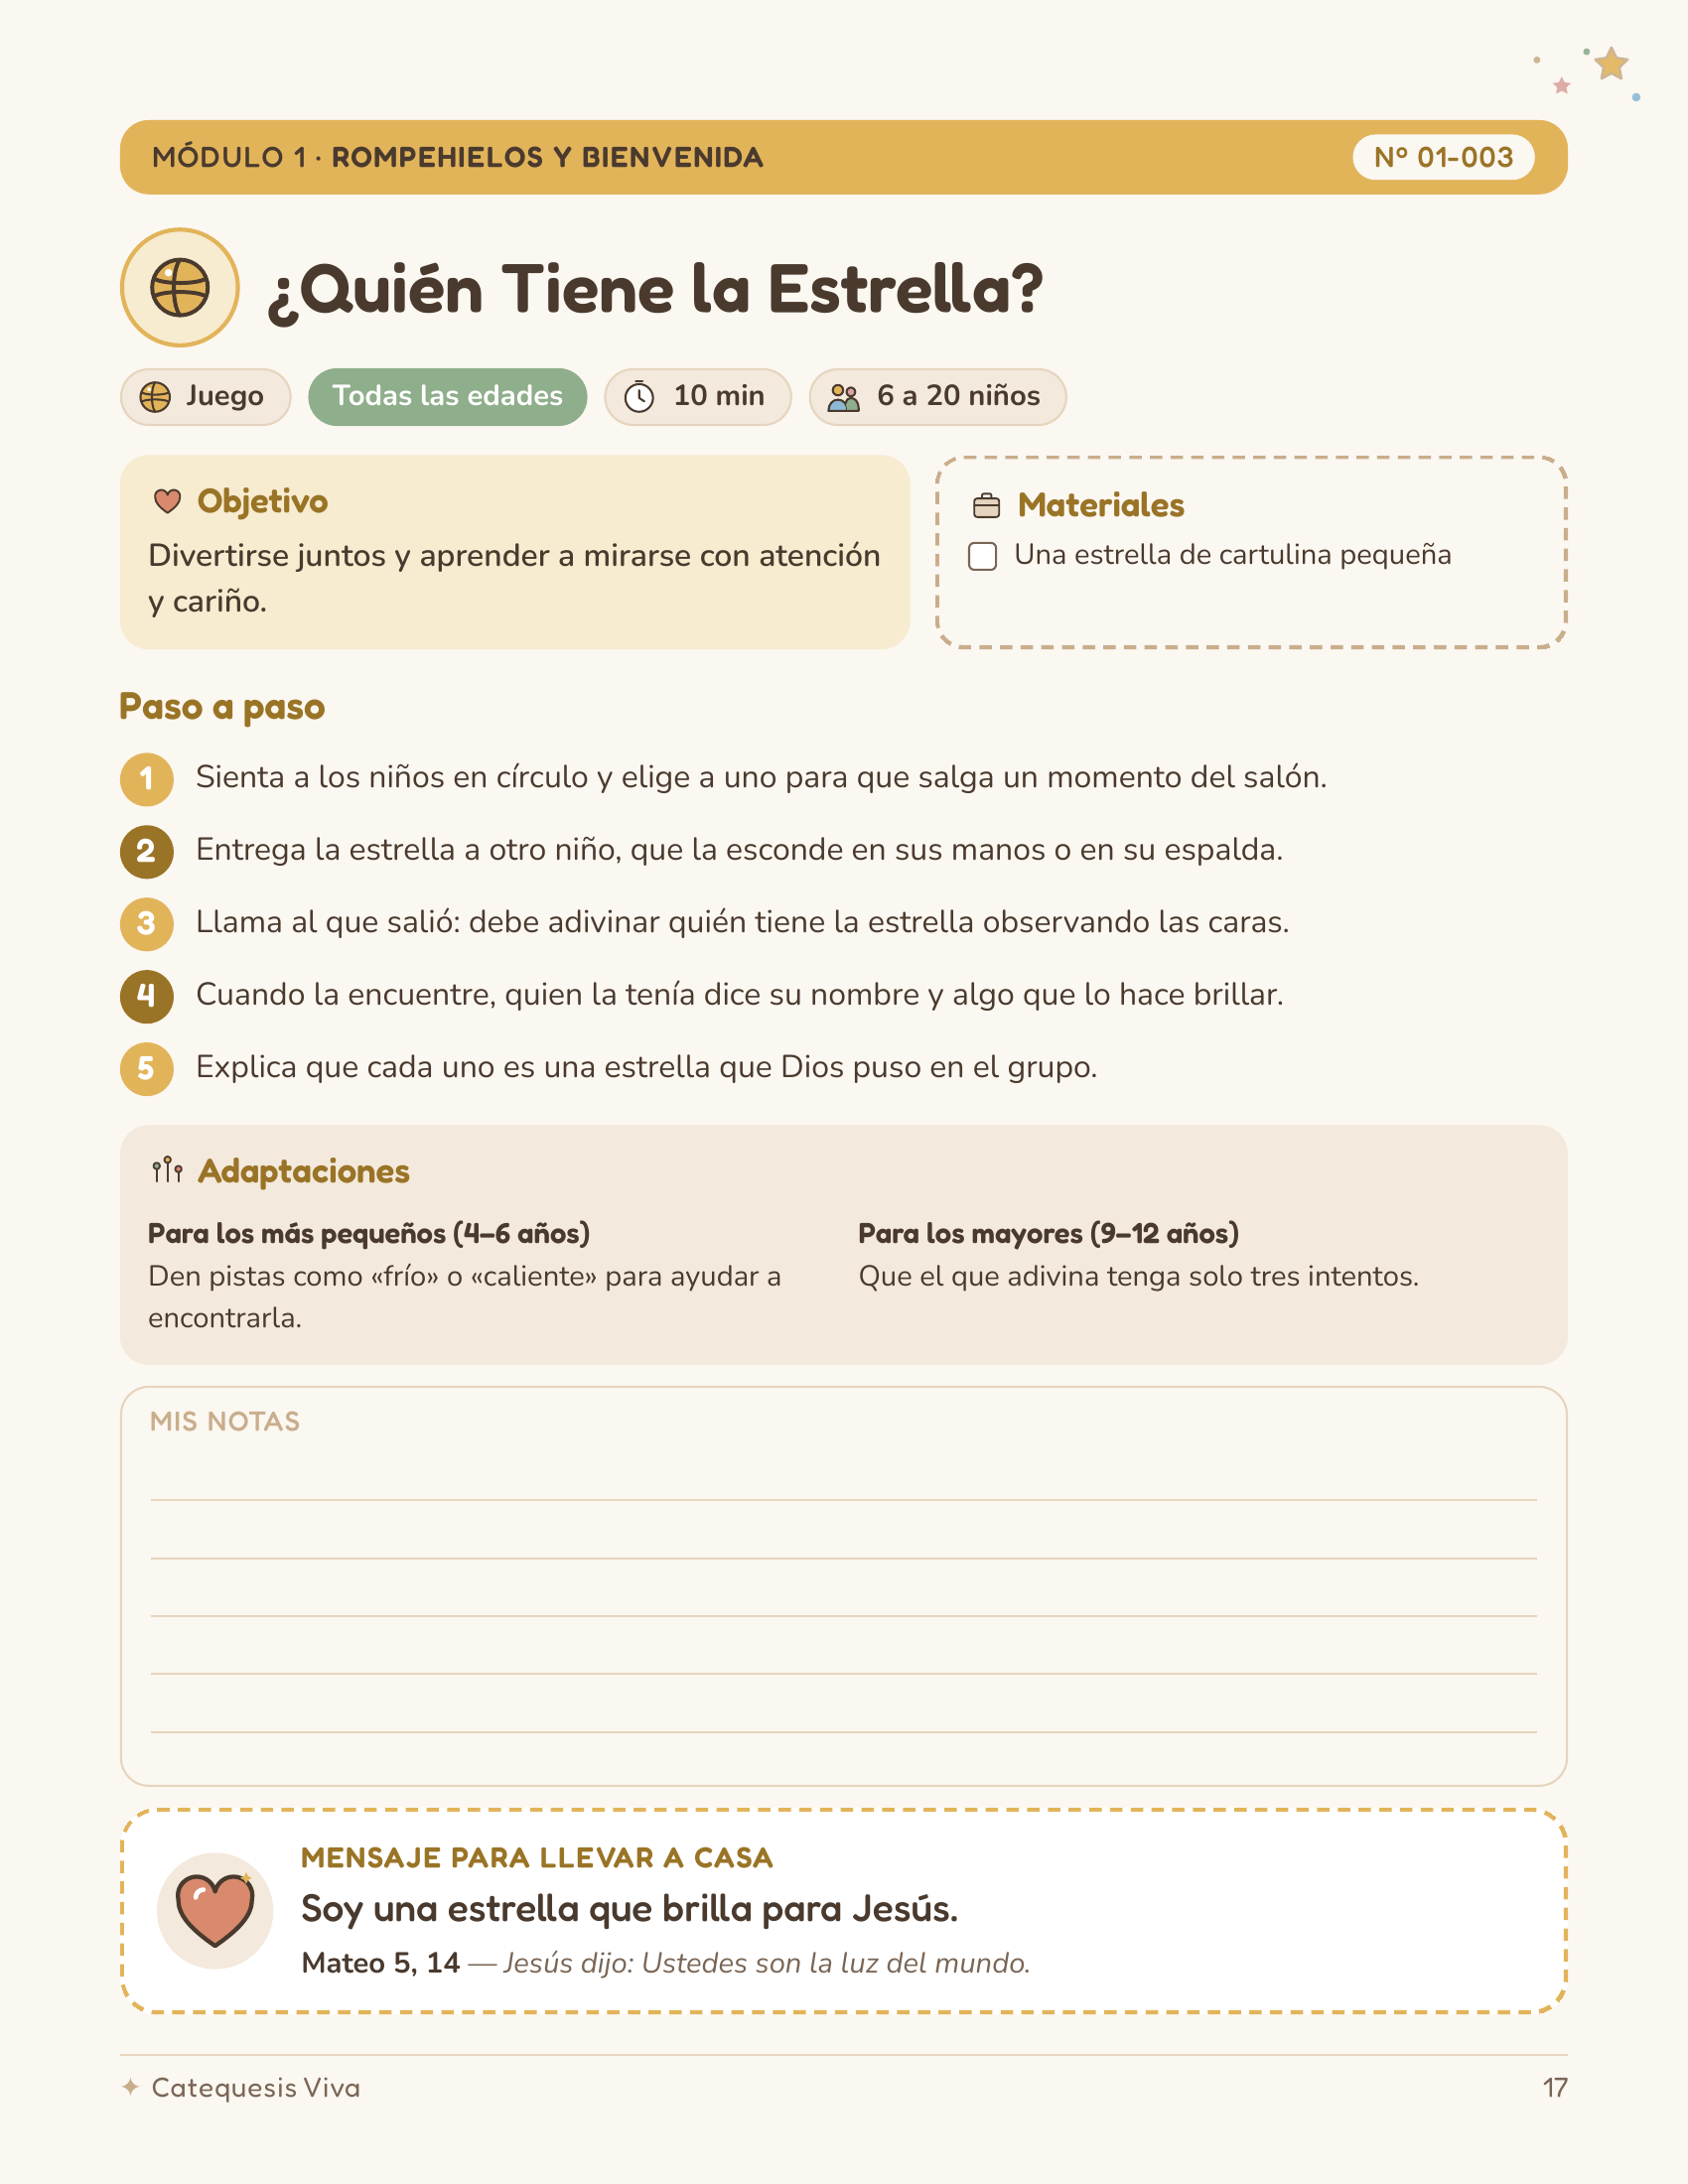 MÓDULO 1 · ROMPEHIELOS Y BIENVENIDA
Nº 01-003
¿Quién Tiene la Estrella?
Juego
Todas las edades
10 min
6 a 20 niños
Objetivo
Divertirse juntos y aprender a mirarse con atención
y cariño.
Materiales
Una estrella de cartulina pequeña
Paso a paso
1 Sienta a los niños en círculo y elige a uno para que salga un momento del salón.
2 Entrega la estrella a otro niño, que la esconde en sus manos o en su espalda.
3 Llama al que salió: debe adivinar quién tiene la estrella observando las caras.
4 Cuando la encuentre, quien la tenía dice su nombre y algo que lo hace brillar.
5 Explica que cada uno es una estrella que Dios puso en el grupo.
Adaptaciones
Para los más pequeños (4–6 años)
Den pistas como «frío» o «caliente» para ayudar a
encontrarla.
Para los mayores (9–12 años)
Que el que adivina tenga solo tres intentos.
MIS NOTAS
MENSAJE PARA LLEVAR A CASA
Soy una estrella que brilla para Jesús.
Mateo 5, 14 — Jesús dijo: Ustedes son la luz del mundo.
Catequesis Viva
17